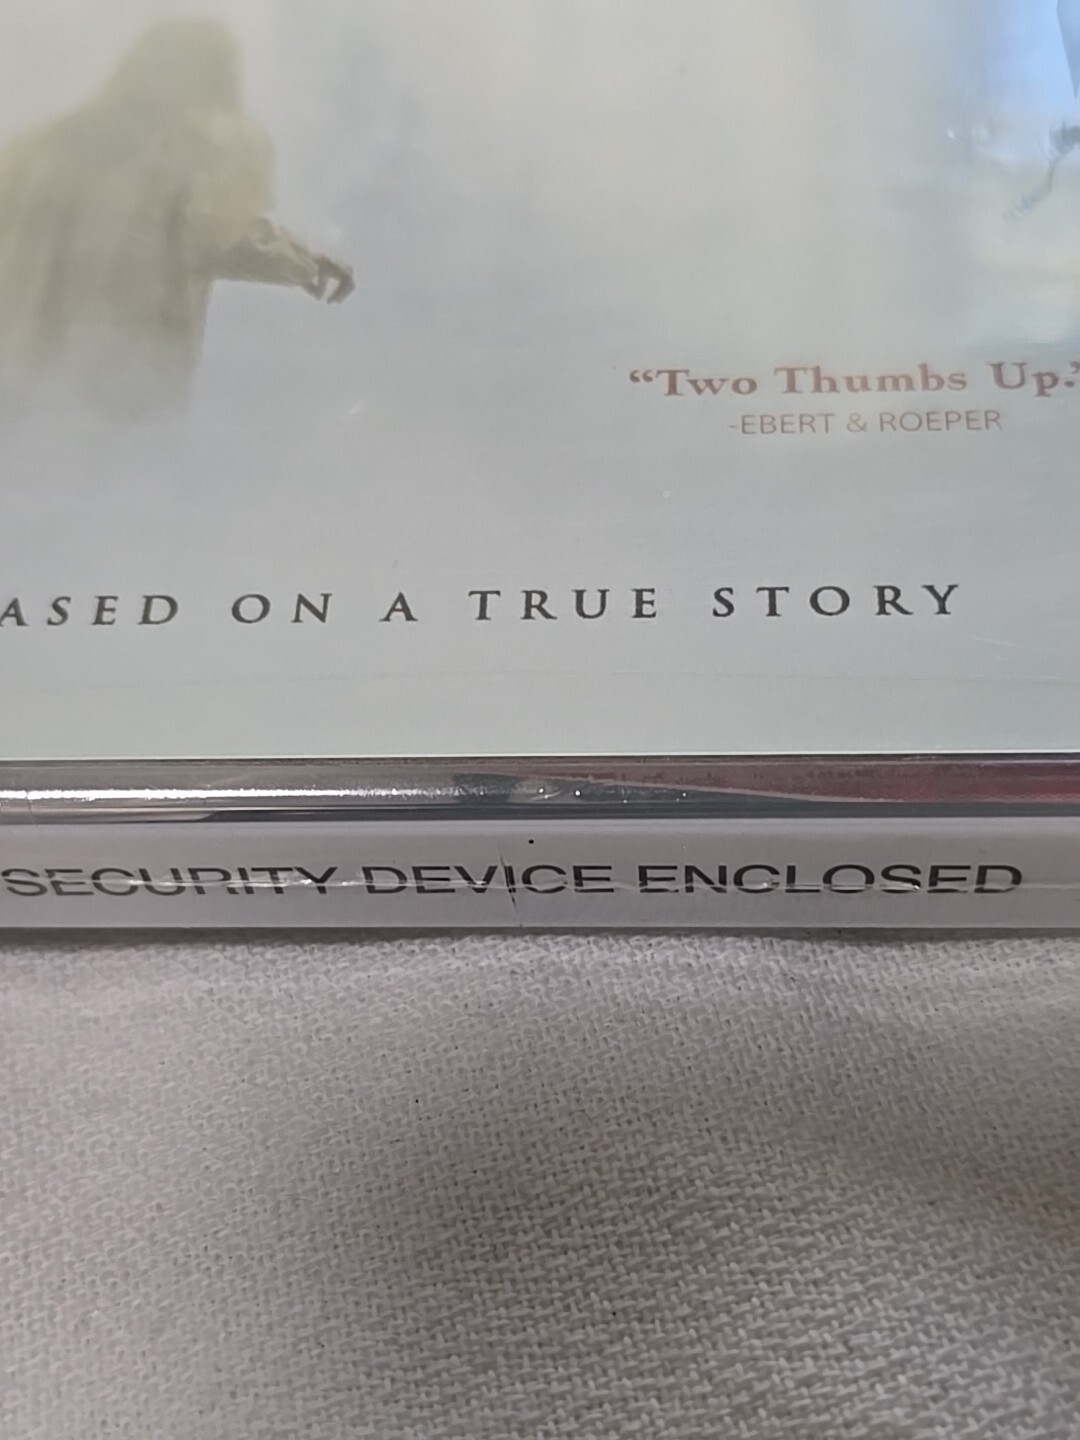 “Two Thumbs Up.”
-EBERT & ROEPER
ASED ON A TRUE STORY
SECURITY DEVICE ENCLOSED